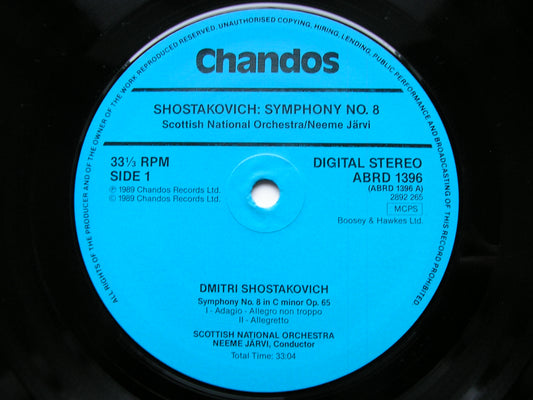 ALL RIGHTS OF THE PRODUCER AND OF THE OWNER OF THE WORK REPRODUCED RESERVED. UNAUTHORISED COPYING, HIRING, LENDING, PUBLIC PERFORMANCE AND BROADCASTING OF THIS RECORD PROHIBITED.
Chandos
SHOSTAKOVICH: SYMPHONY NO. 8
Scottish National Orchestra/Neeme Järvi
33⅓ RPM
SIDE 1
℗ 1989 Chandos Records Ltd.
© 1989 Chandos Records Ltd.
DIGITAL STEREO
ABRD 1396
(ABRD 1396 A)
2892 265
MCPS
Boosey & Hawkes Ltd.
DMITRI SHOSTAKOVICH
Symphony No. 8 in C minor Op. 65
I - Adagio - Allegro non troppo
II - Allegretto
SCOTTISH NATIONAL ORCHESTRA
NEEME JÄRVI, Conductor
Total Time: 33:04